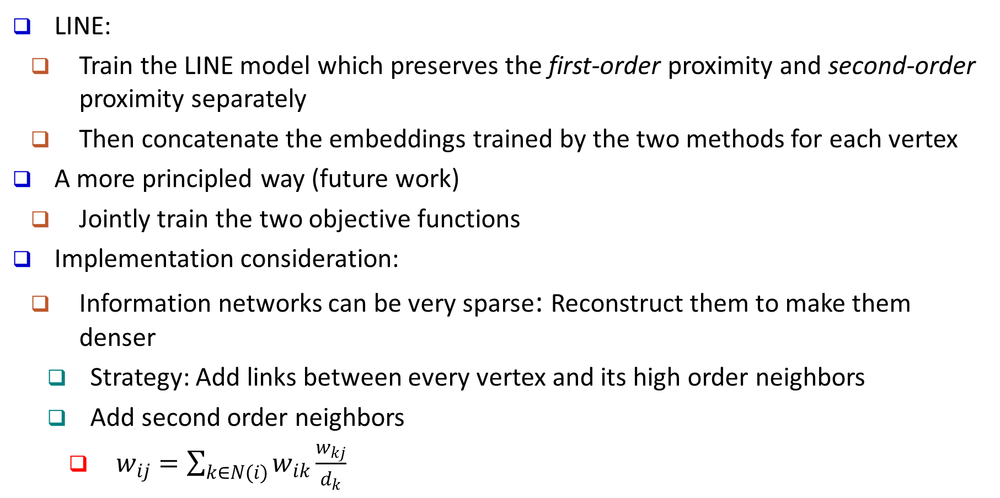 LINE:
Train the LINE model which preserves the first-order proximity and second-order
proximity separately
Then concatenate the embeddings trained by the two methods for each vertex
A more principled way (future work)
Jointly train the two objective functions
Implementation consideration:
Information networks can be very sparse: Reconstruct them to make them
denser
Strategy: Add links between every vertex and its high order neighbors
Add second order neighbors
$w_{ij} = \sum_{k \in N(i)} w_{ik} \frac{w_{kj}}{d_k}$